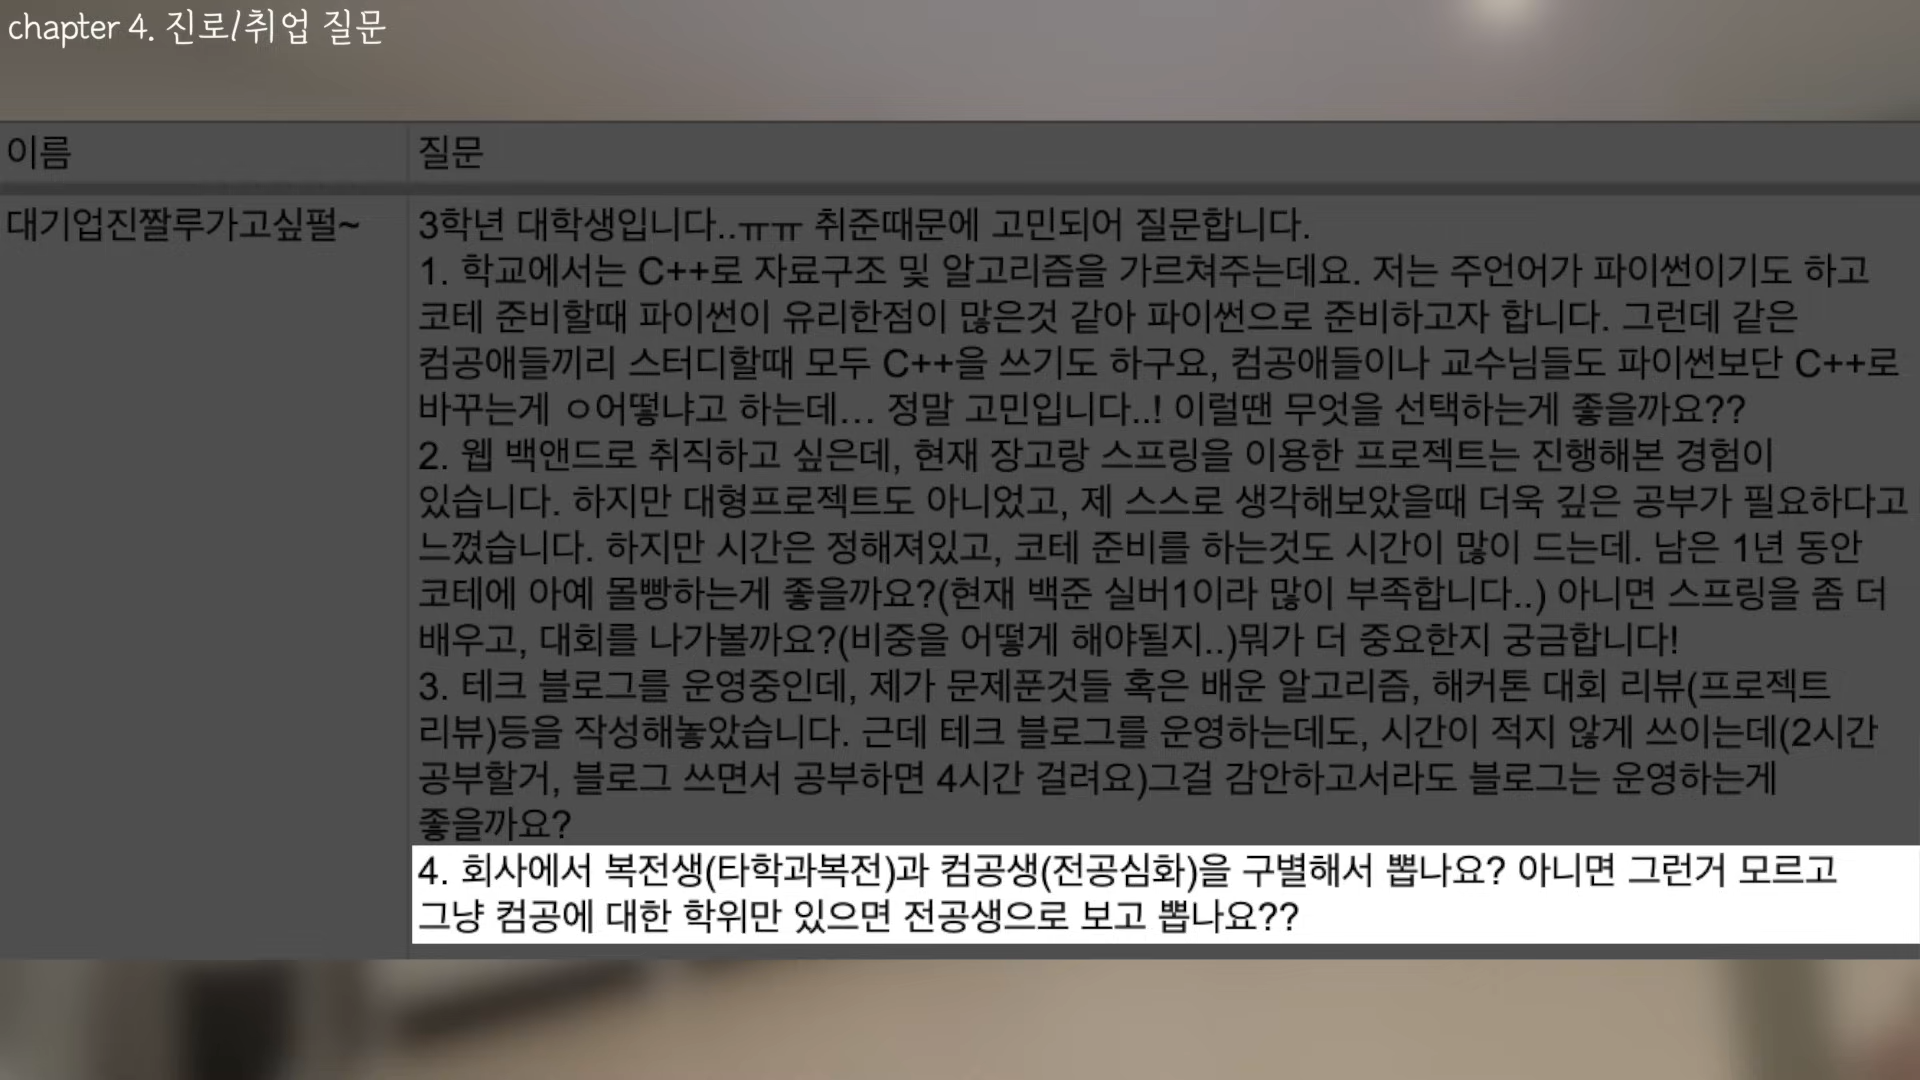 chapter 4. 진로/취업 질문
이름
질문
대기업진짤루가고싶펄~
3학년 대학생입니다..ㅠㅠ 취준때문에 고민되어 질문합니다.
1. 학교에서는 C++로 자료구조 및 알고리즘을 가르쳐주는데요. 저는 주언어가 파이썬이기도 하고
코테 준비할때 파이썬이 유리한점이 많은것 같아 파이썬으로 준비하고자 합니다. 그런데 같은
컴공애들끼리 스터디할때 모두 C++을 쓰기도 하구요, 컴공애들이나 교수님들도 파이썬보단 C++로
바꾸는게 ㅇ어떻냐고 하는데... 정말 고민입니다..! 이럴땐 무엇을 선택하는게 좋을까요??
2. 웹 백앤드로 취직하고 싶은데, 현재 장고랑 스프링을 이용한 프로젝트는 진행해본 경험이
있습니다. 하지만 대형프로젝트도 아니었고, 제 스스로 생각해보았을때 더욱 깊은 공부가 필요하다고
느꼈습니다. 하지만 시간은 정해져있고, 코테 준비를 하는것도 시간이 많이 드는데. 남은 1년 동안
코테에 아예 몰빵하는게 좋을까요?(현재 백준 실버1이라 많이 부족합니다..) 아니면 스프링을 좀 더
배우고, 대회를 나가볼까요?(비중을 어떻게 해야될지..)뭐가 더 중요한지 궁금합니다!
3. 테크 블로그를 운영중인데, 제가 문제푼것들 혹은 배운 알고리즘, 해커톤 대회 리뷰(프로젝트
리뷰)등을 작성해놓았습니다. 근데 테크 블로그를 운영하는데도, 시간이 적지 않게 쓰이는데(2시간
공부할거, 블로그 쓰면서 공부하면 4시간 걸려요)그걸 감안하고서라도 블로그는 운영하는게
좋을까요?
4. 회사에서 복전생(타학과복전)과 컴공생(전공심화)을 구별해서 뽑나요? 아니면 그런거 모르고
그냥 컴공에 대한 학위만 있으면 전공생으로 보고 뽑나요??